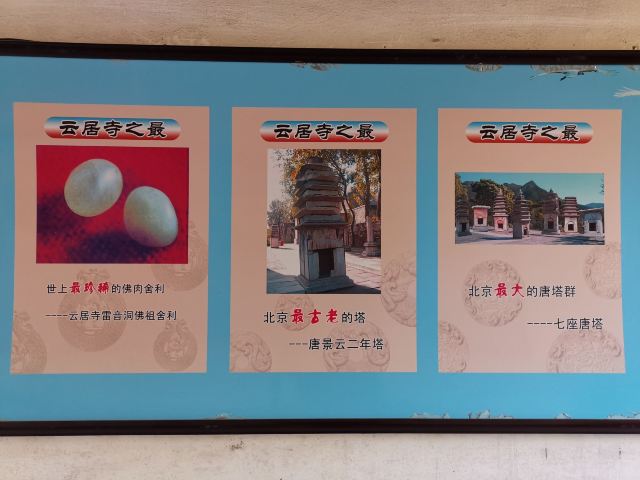 云居寺之最
世上最珍稀的佛肉舍利
----云居寺雷音洞佛祖舍利
云居寺之最
北京最古老的塔
---唐景云二年塔
云居寺之最
北京最大的唐塔群
----七座唐塔